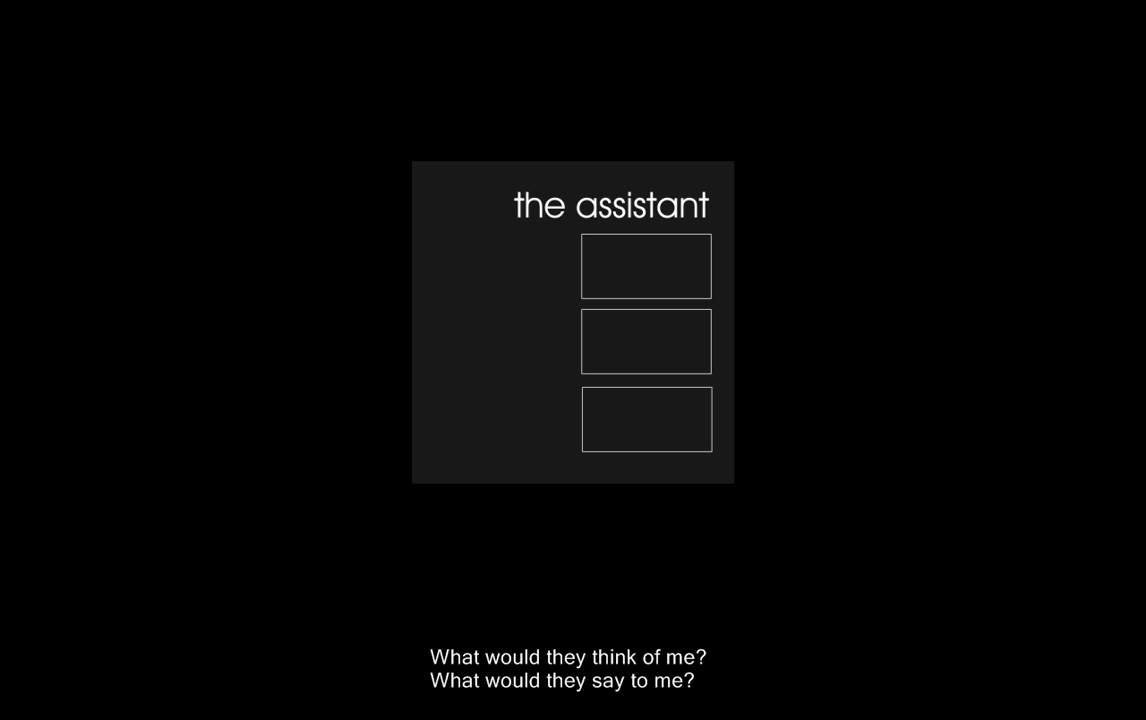 the assistant
What would they think of me?
What would they say to me?